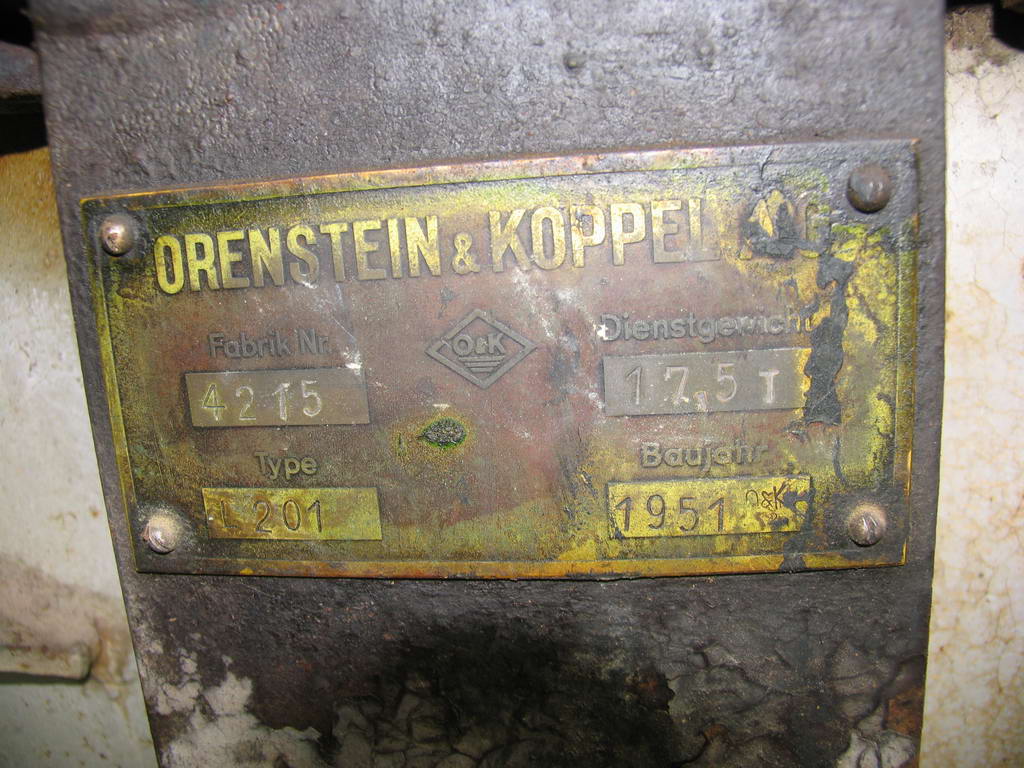 ORENSTEIN & KOPPEL A.G.
Fabrik Nr.
O&K
Dienstgewicht
4215
17,5 T
Type
Baujahr
L 201
1951 O&K